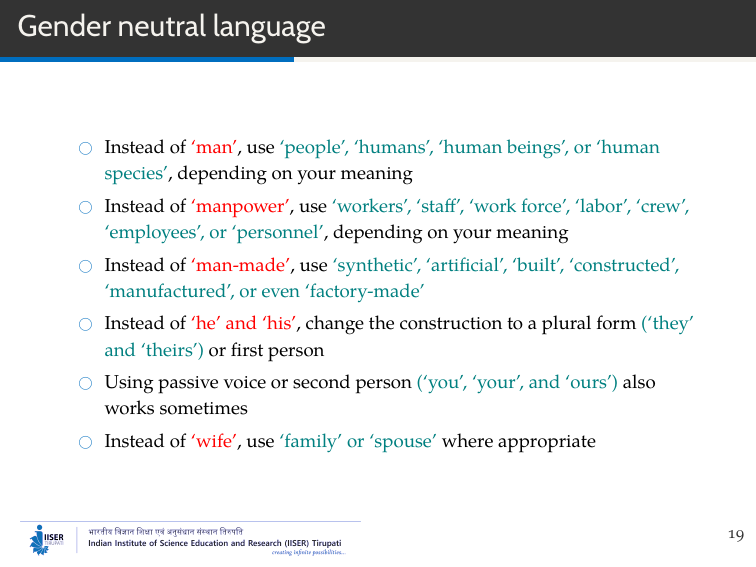 Gender neutral language
Instead of ‘man’, use ‘people’, ‘humans’, ‘human beings’, or ‘human
species’, depending on your meaning
Instead of ‘manpower’, use ‘workers’, ‘staff’, ‘work force’, ‘labor’, ‘crew’,
‘employees’, or ‘personnel’, depending on your meaning
Instead of ‘man-made’, use ‘synthetic’, ‘artificial’, ‘built’, ‘constructed’,
‘manufactured’, or even ‘factory-made’
Instead of ‘he’ and ‘his’, change the construction to a plural form (‘they’
and ‘theirs’) or first person
Using passive voice or second person (‘you’, ‘your’, and ‘ours’) also
works sometimes
Instead of ‘wife’, use ‘family’ or ‘spouse’ where appropriate
IISER
TIRUPATI
भारतीय विज्ञान शिक्षा एवं अनुसंधान संस्थान तिरुपति
Indian Institute of Science Education and Research (IISER) Tirupati
creating infinite possibilities...
19